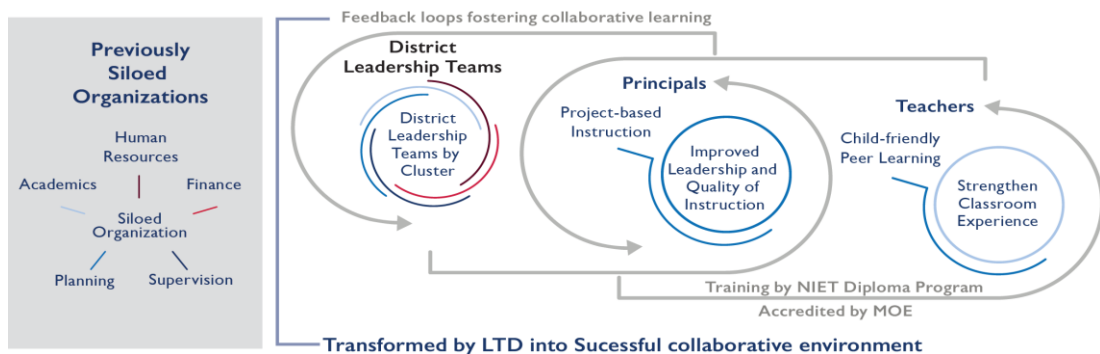 Previously
Siloed
Organizations
Human
Resources
Academics
Finance
Siloed
Organization
Planning
Supervision
Feedback loops fostering collaborative learning
District
Leadership Teams
District
Leadership
Teams by
Cluster
Principals
Project-based
Instruction
Improved
Leadership and
Quality of
Instruction
Teachers
Child-friendly
Peer Learning
Strengthen
Classroom
Experience
Training by NIET Diploma Program
Accredited by MOE
Transformed by LTD into Sucessful collaborative environment